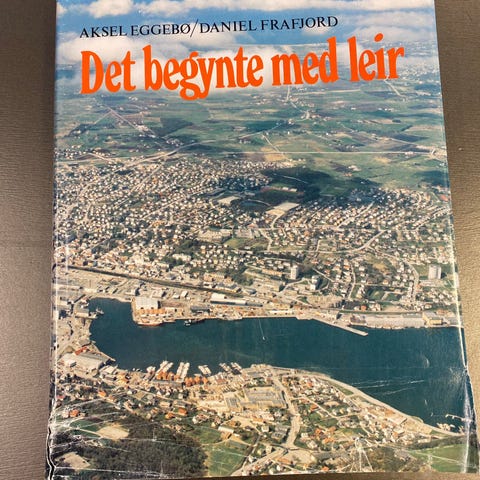 AKSEL EGGEBØ/DANIEL FRAFJORD
Det begynte med leir